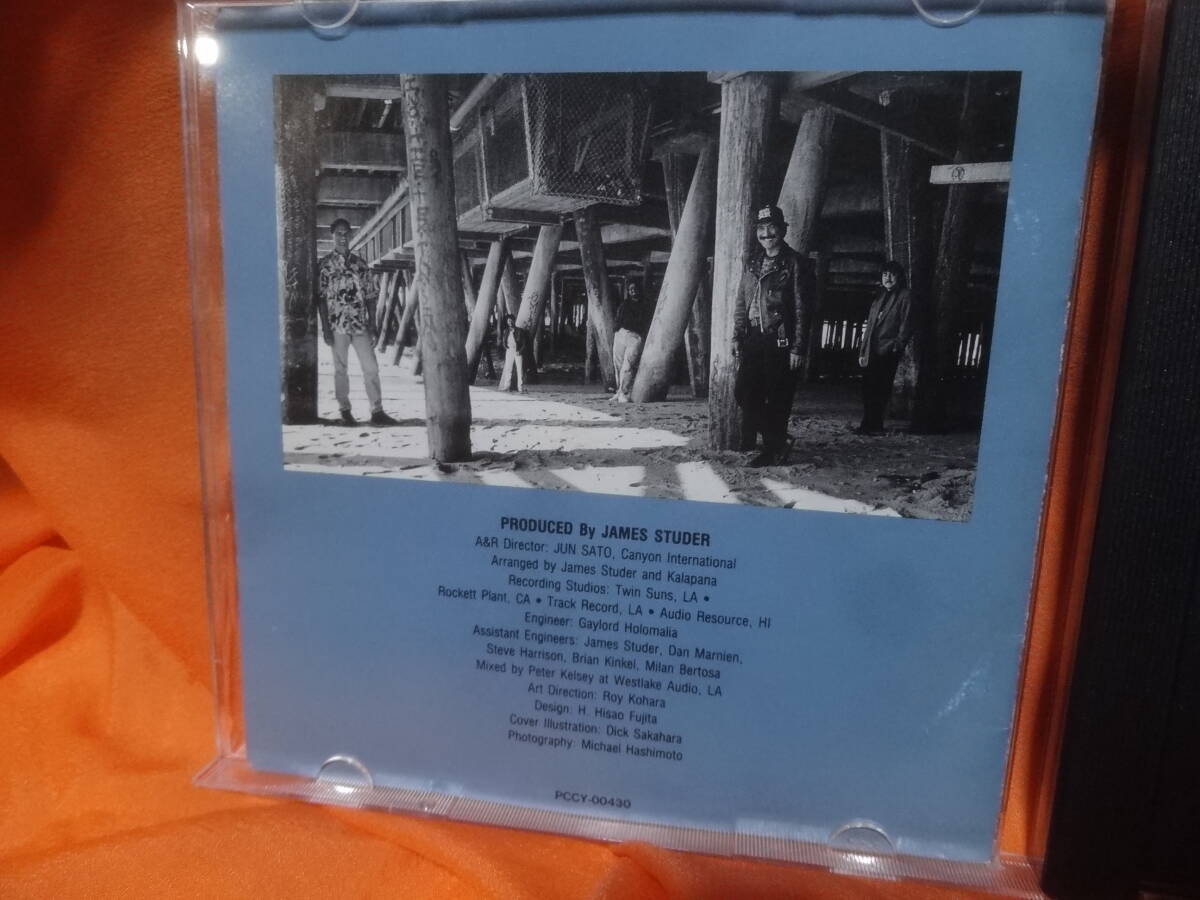 PRODUCED By JAMES STUDER
A&R Director: JUN SATO, Canyon International
Arranged by James Studer and Kalapana
Recording Studios: Twin Suns, LA •
Rockett Plant, CA • Track Record, LA • Audio Resource, HI
Engineer: Gaylord Holomalia
Assistant Engineers: James Studer, Dan Marnien,
Steve Harrison, Brian Kinkel, Milan Bertosa
Mixed by Peter Kelsey at Westlake Audio, LA
Art Direction: Roy Kohara
Design: H. Hisao Fujita
Cover Illustration: Dick Sakahara
Photography: Michael Hashimoto
PCCY-00430